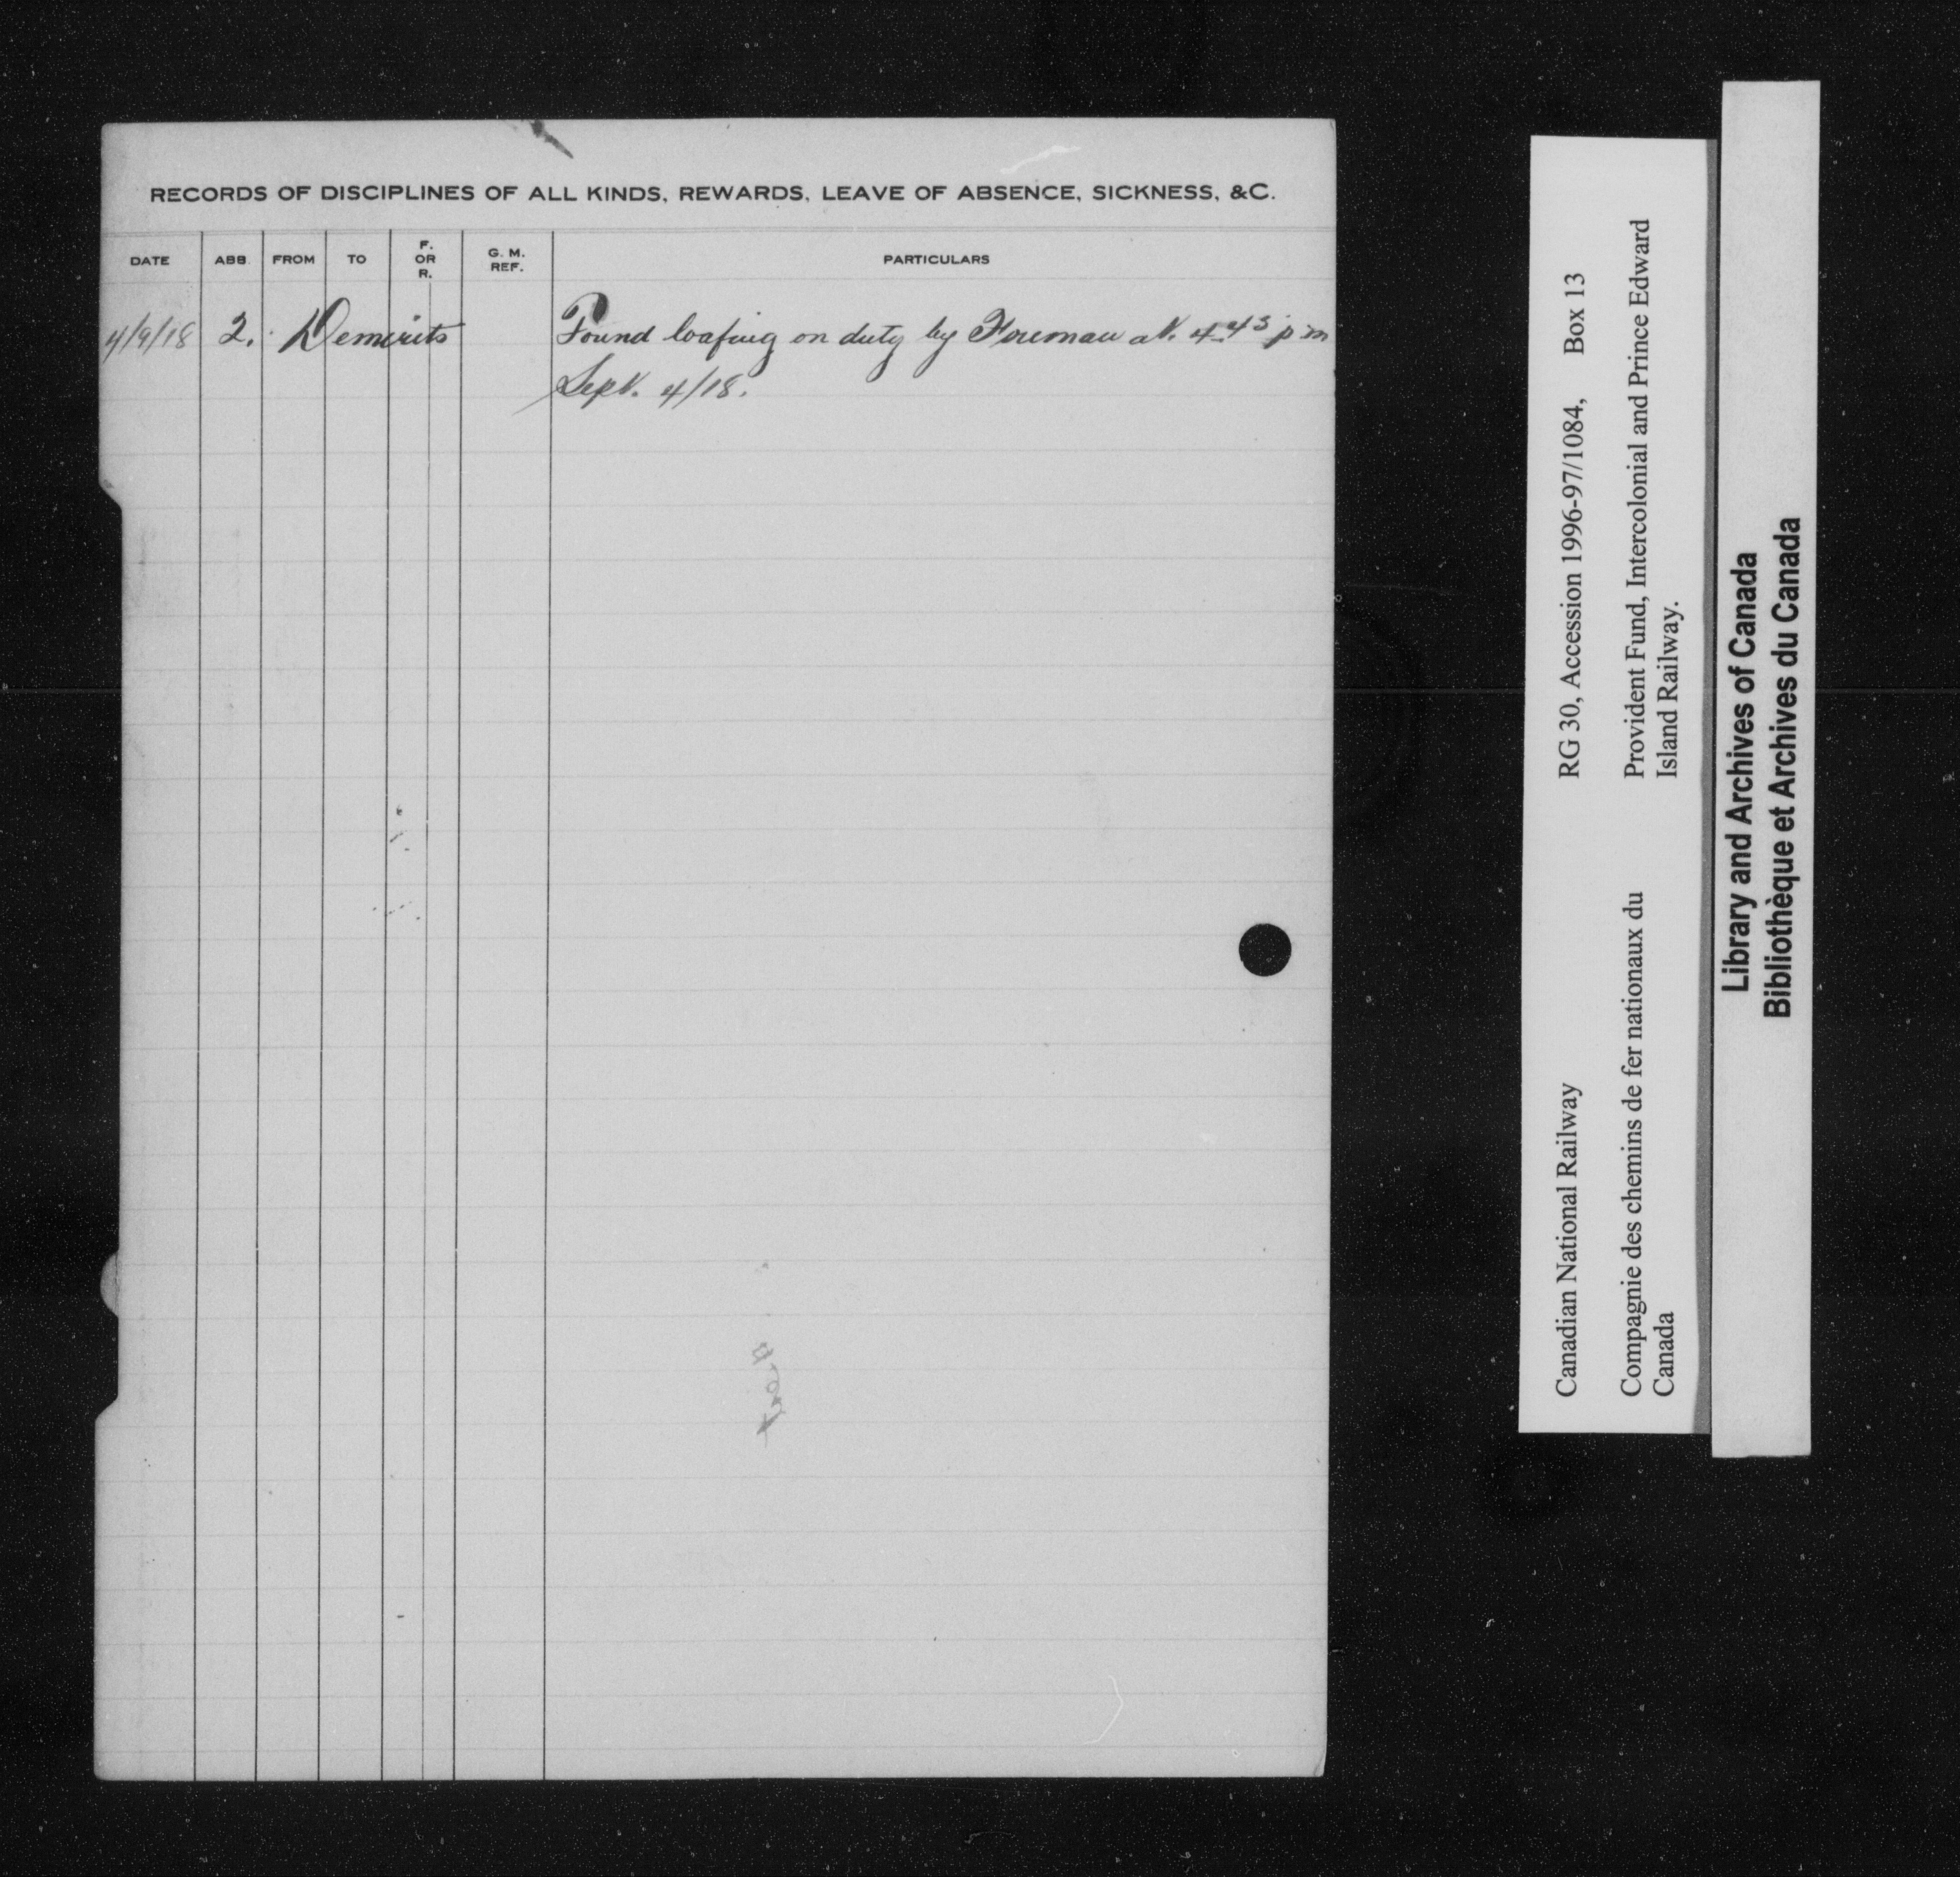 RECORDS OF DISCIPLINES OF ALL KINDS, REWARDS, LEAVE OF ABSENCE, SICKNESS, &C.
DATE ABB. FROM TO F. OR R. G. M. REF. PARTICULARS
4/9/18 2. Demerits Found loafing on duty by Foreman at. 4.45 p m
Sept. 4/18.
Canadian National Railway RG 30, Accession 1996-97/1084, Box 13
Compagnie des chemins de fer nationaux du Provident Fund, Intercolonial and Prince Edward
Canada Island Railway.
Library and Archives of Canada
Bibliothèque et Archives du Canada